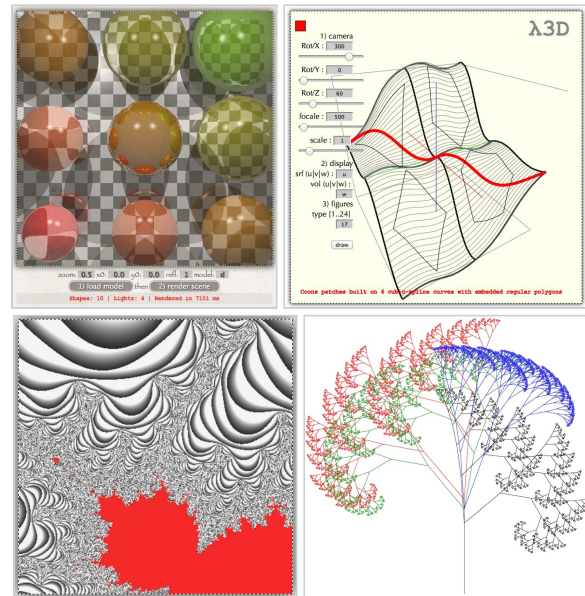 zoom: 0.5 x0: 0.0 y0: 0.0 refl: 1 model: d
1) load model then 2) render scene
Shapes: 10 | Lights: 4 | Rendered in 7151 ms
λ3D
1) camera
Rot/X : 300
Rot/Y : 0
Rot/Z : 60
focale : 500
scale : 1
2) display
srf (u|v|w) : u
vol (u|v|w) :
w
3) figures
type [1..24]
17
draw
Coons patches built on 6 cubic-spline curves with embedded regular polygons